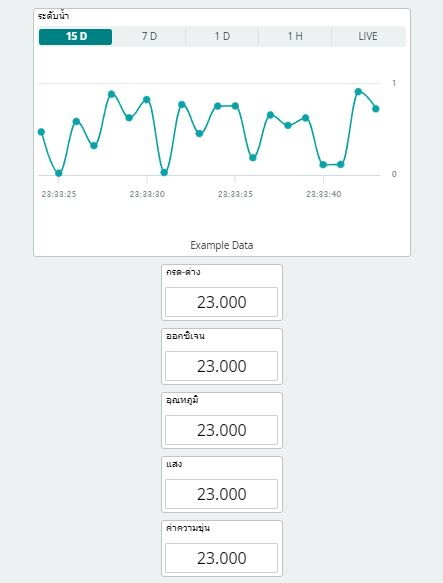 ระดับน้ำ
15 D 7 D 1 D 1 H LIVE
1
0
23:33:25 23:33:30 23:33:35 23:33:40
Example Data
กรด-ด่าง
23.000
ออกซิเจน
23.000
อุณหภูมิ
23.000
แสง
23.000
ค่าความขุ่น
23.000